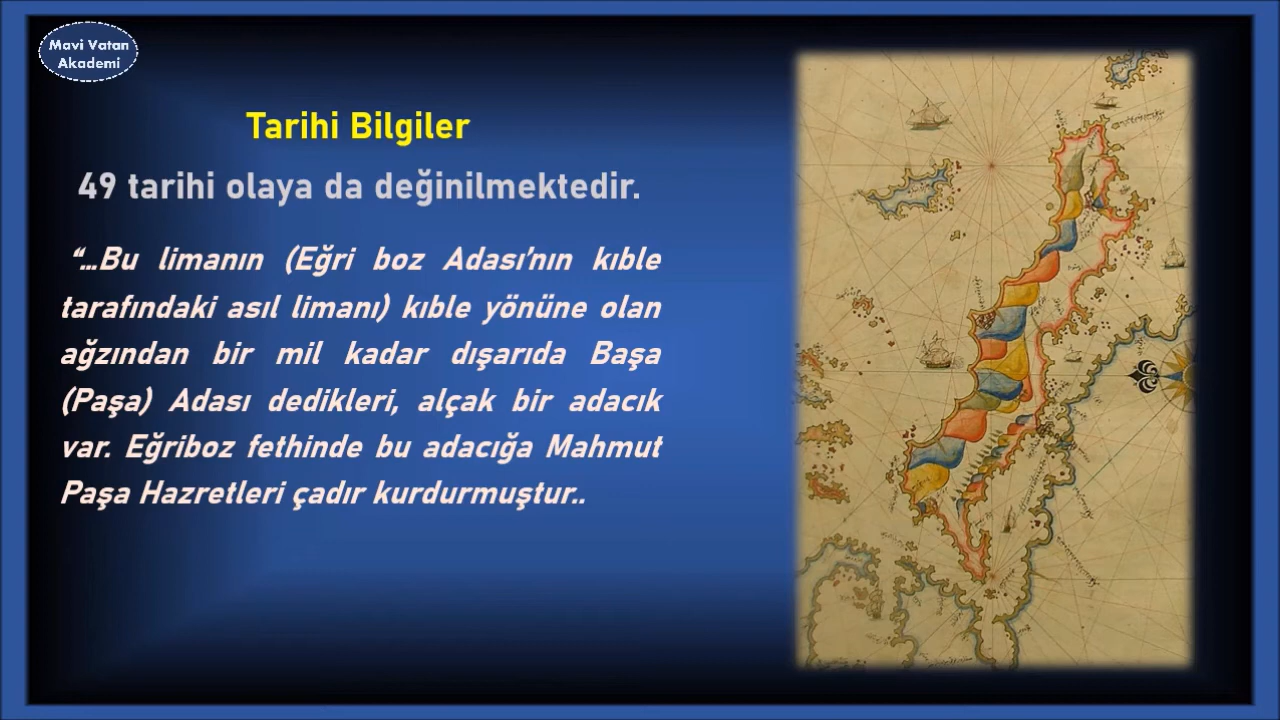 Mavi Vatan
Akademi
Tarihi Bilgiler
49 tarihi olaya da değinilmektedir.
“...Bu limanın (Eğri boz Adası’nın kıble
tarafındaki asıl limanı) kıble yönüne olan
ağzından bir mil kadar dışarıda Başa
(Paşa) Adası dedikleri, alçak bir adacık
var. Eğriboz fethinde bu adacığa Mahmut
Paşa Hazretleri çadır kurdurmuştur..